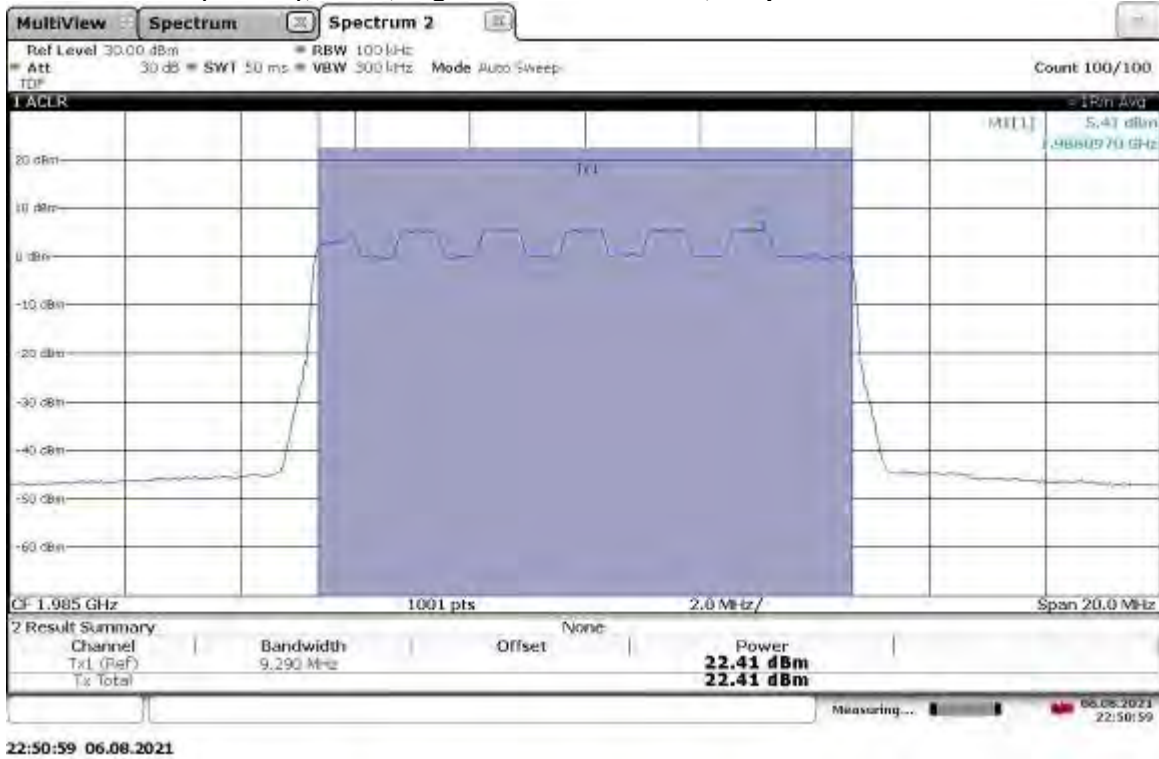 MultiView Spectrum Spectrum 2
Ref Level 30.00 dBm RBW 100 kHz
Att 30 dB SWT 50 ms VBW 300 kHz Mode Auto Sweep Count 100/100
TDF
1 ACLR 1Rm Avg
M1[1] 5.41 dBm
1.9880970 GHz
20 dBm
Tx1
10 dBm
0 dBm
-10 dBm
-20 dBm
-30 dBm
-40 dBm
-50 dBm
-60 dBm
CF 1.985 GHz 1001 pts 2.0 MHz/ Span 20.0 MHz
2 Result Summary None
Channel Bandwidth Offset Power
Tx1 (Ref) 9.290 MHz 22.41 dBm
Tx Total 22.41 dBm
Measuring... 06.08.2021
22:50:59
22:50:59 06.08.2021